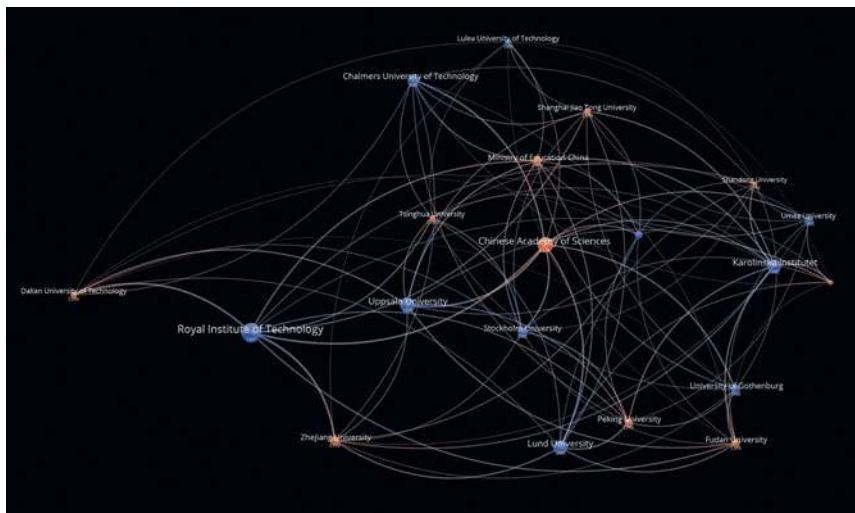 Lulea University of Technology
Chalmers University of Technology
Shanghai Jiao Tong University
Ministry of Education China
Shandong University
Tsinghua University
Umea University
Chinese Academy of Sciences
Karolinska Institutet
Dakan University of Technology
Uppsala University
Royal Institute of Technology
Stockholm University
University of Gothenburg
Peking University
Zhejiang University
Lund University
Fudan University